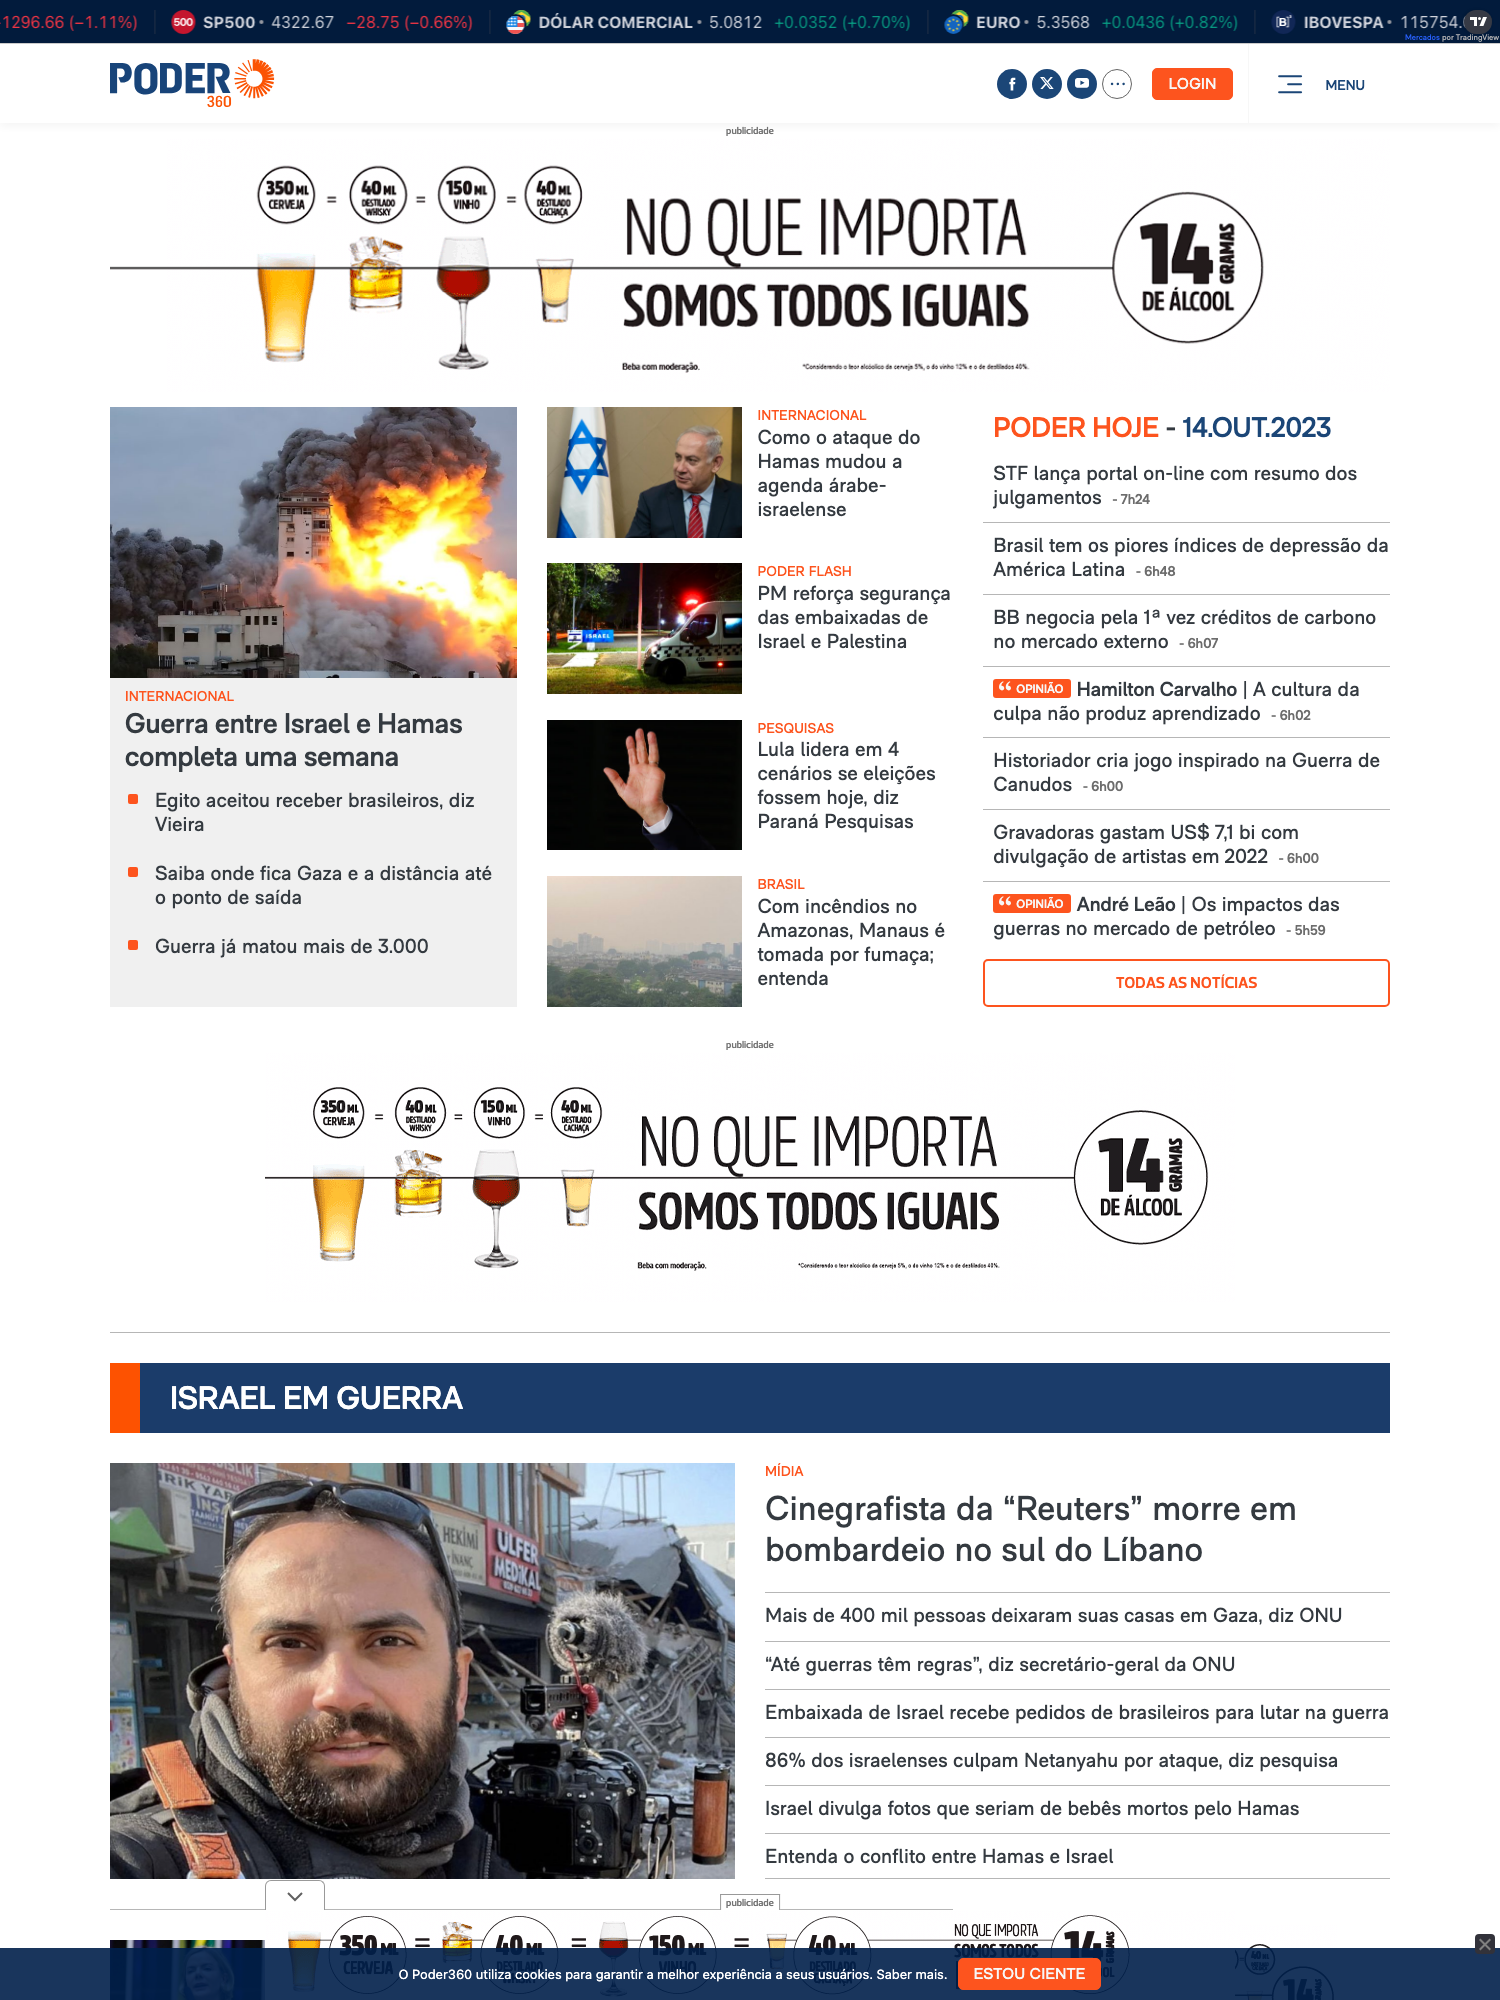 1296.66 (−1.11%)
500 SP500 • 4322.67 −28.75 (−0.66%)
DÓLAR COMERCIAL • 5.0812 +0.0352 (+0.70%)
EURO • 5.3568 +0.0436 (+0.82%)
[B] IBOVESPA • 115754.
Mercados por TradingView
PODER
360
LOGIN
MENU
publicidade
350 ML CERVEJA = 40 ML DESTILADO WHISKY = 150 ML VINHO = 40 ML DESTILADO CACHAÇA
NO QUE IMPORTA
SOMOS TODOS IGUAIS
14 GRAMAS
DE ÁLCOOL
Beba com moderação.
*Considerando o teor alcóolico da cerveja 5%, o do vinho 12% e o de destilados 40%.
INTERNACIONAL
Guerra entre Israel e Hamas
completa uma semana
Egito aceitou receber brasileiros, diz
Vieira
Saiba onde fica Gaza e a distância até
o ponto de saída
Guerra já matou mais de 3.000
INTERNACIONAL
Como o ataque do
Hamas mudou a
agenda árabe-
israelense
ISRAEL
PODER FLASH
PM reforça segurança
das embaixadas de
Israel e Palestina
PESQUISAS
Lula lidera em 4
cenários se eleições
fossem hoje, diz
Paraná Pesquisas
BRASIL
Com incêndios no
Amazonas, Manaus é
tomada por fumaça;
entenda
PODER HOJE - 14.OUT.2023
STF lança portal on-line com resumo dos
julgamentos - 7h24
Brasil tem os piores índices de depressão da
América Latina - 6h48
BB negocia pela 1ª vez créditos de carbono
no mercado externo - 6h07
“ OPINIÃO Hamilton Carvalho | A cultura da
culpa não produz aprendizado - 6h02
Historiador cria jogo inspirado na Guerra de
Canudos - 6h00
Gravadoras gastam US$ 7,1 bi com
divulgação de artistas em 2022 - 6h00
“ OPINIÃO André Leão | Os impactos das
guerras no mercado de petróleo - 5h59
TODAS AS NOTÍCIAS
publicidade
350 ML CERVEJA = 40 ML DESTILADO WHISKY = 150 ML VINHO = 40 ML DESTILADO CACHAÇA
NO QUE IMPORTA
SOMOS TODOS IGUAIS
14 GRAMAS
DE ÁLCOOL
Beba com moderação.
*Considerando o teor alcóolico da cerveja 5%, o do vinho 12% e o de destilados 40%.
ISRAEL EM GUERRA
HEKİMİ
ULFER
MEDİKAL
MÍDIA
Cinegrafista da “Reuters” morre em
bombardeio no sul do Líbano
Mais de 400 mil pessoas deixaram suas casas em Gaza, diz ONU
“Até guerras têm regras”, diz secretário-geral da ONU
Embaixada de Israel recebe pedidos de brasileiros para lutar na guerra
86% dos israelenses culpam Netanyahu por ataque, diz pesquisa
Israel divulga fotos que seriam de bebês mortos pelo Hamas
Entenda o conflito entre Hamas e Israel
publicidade
350 ML CERVEJA = 40 ML DESTILADO = 150 ML VINHO = 40 ML
NO QUE IMPORTA
SOMOS TODOS
14
O Poder360 utiliza cookies para garantir a melhor experiência a seus usuários. Saber mais.
ESTOU CIENTE